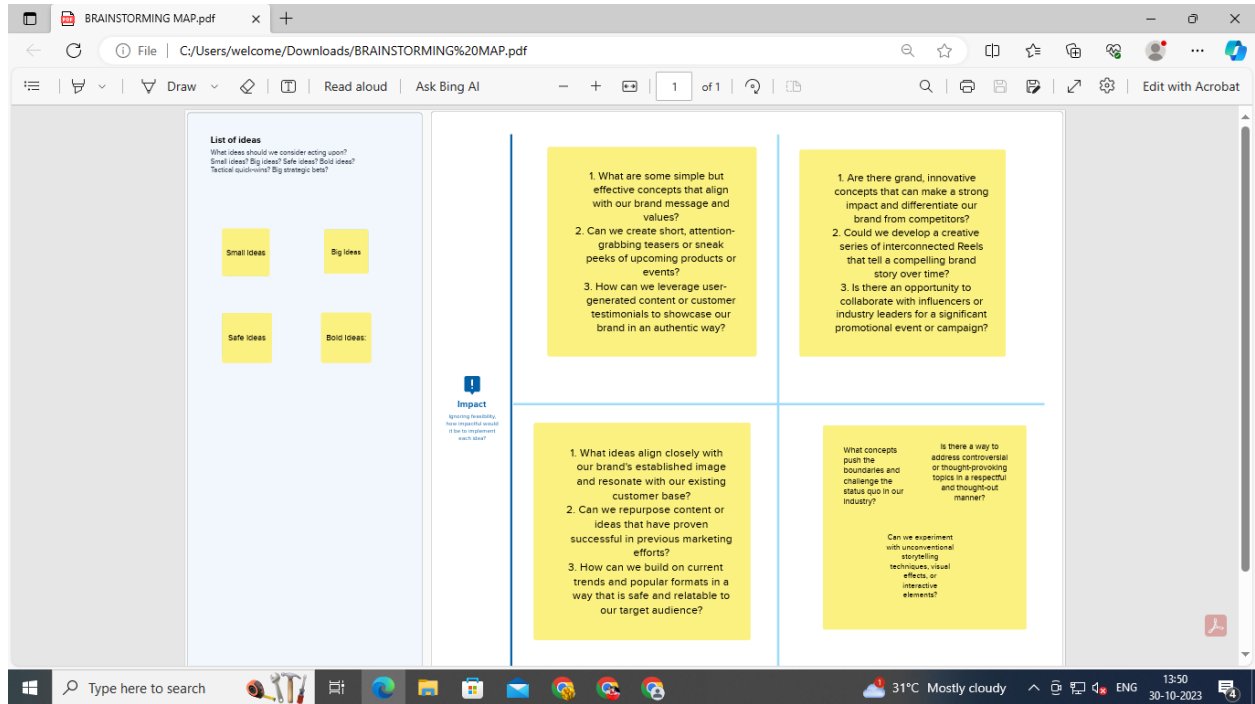 BRAINSTORMING MAP.pdf
File
C:/Users/welcome/Downloads/BRAINSTORMING%20MAP.pdf
Draw
Read aloud
Ask Bing AI
1
of 1
Edit with Acrobat
List of ideas
What ideas should we consider acting upon?
Small ideas? Big ideas? Safe ideas? Bold ideas?
Tactical quick-wins? Big strategic bets?
Small Ideas
Big Ideas
Safe Ideas
Bold Ideas:
Impact
Ignoring feasibility,
how impactful would
it be to implement
each idea?
1. What are some simple but
effective concepts that align
with our brand message and
values?
2. Can we create short, attention-
grabbing teasers or sneak
peeks of upcoming products or
events?
3. How can we leverage user-
generated content or customer
testimonials to showcase our
brand in an authentic way?
1. Are there grand, innovative
concepts that can make a strong
impact and differentiate our
brand from competitors?
2. Could we develop a creative
series of interconnected Reels
that tell a compelling brand
story over time?
3. Is there an opportunity to
collaborate with influencers or
industry leaders for a significant
promotional event or campaign?
1. What ideas align closely with
our brand's established image
and resonate with our existing
customer base?
2. Can we repurpose content or
ideas that have proven
successful in previous marketing
efforts?
3. How can we build on current
trends and popular formats in a
way that is safe and relatable to
our target audience?
What concepts
push the
boundaries and
challenge the
status quo in our
industry?
Is there a way to
address controversial
or thought-provoking
topics in a respectful
and thought-out
manner?
Can we experiment
with unconventional
storytelling
techniques, visual
effects, or
interactive
elements?
Type here to search
31°C Mostly cloudy
ENG
13:50
30-10-2023
4